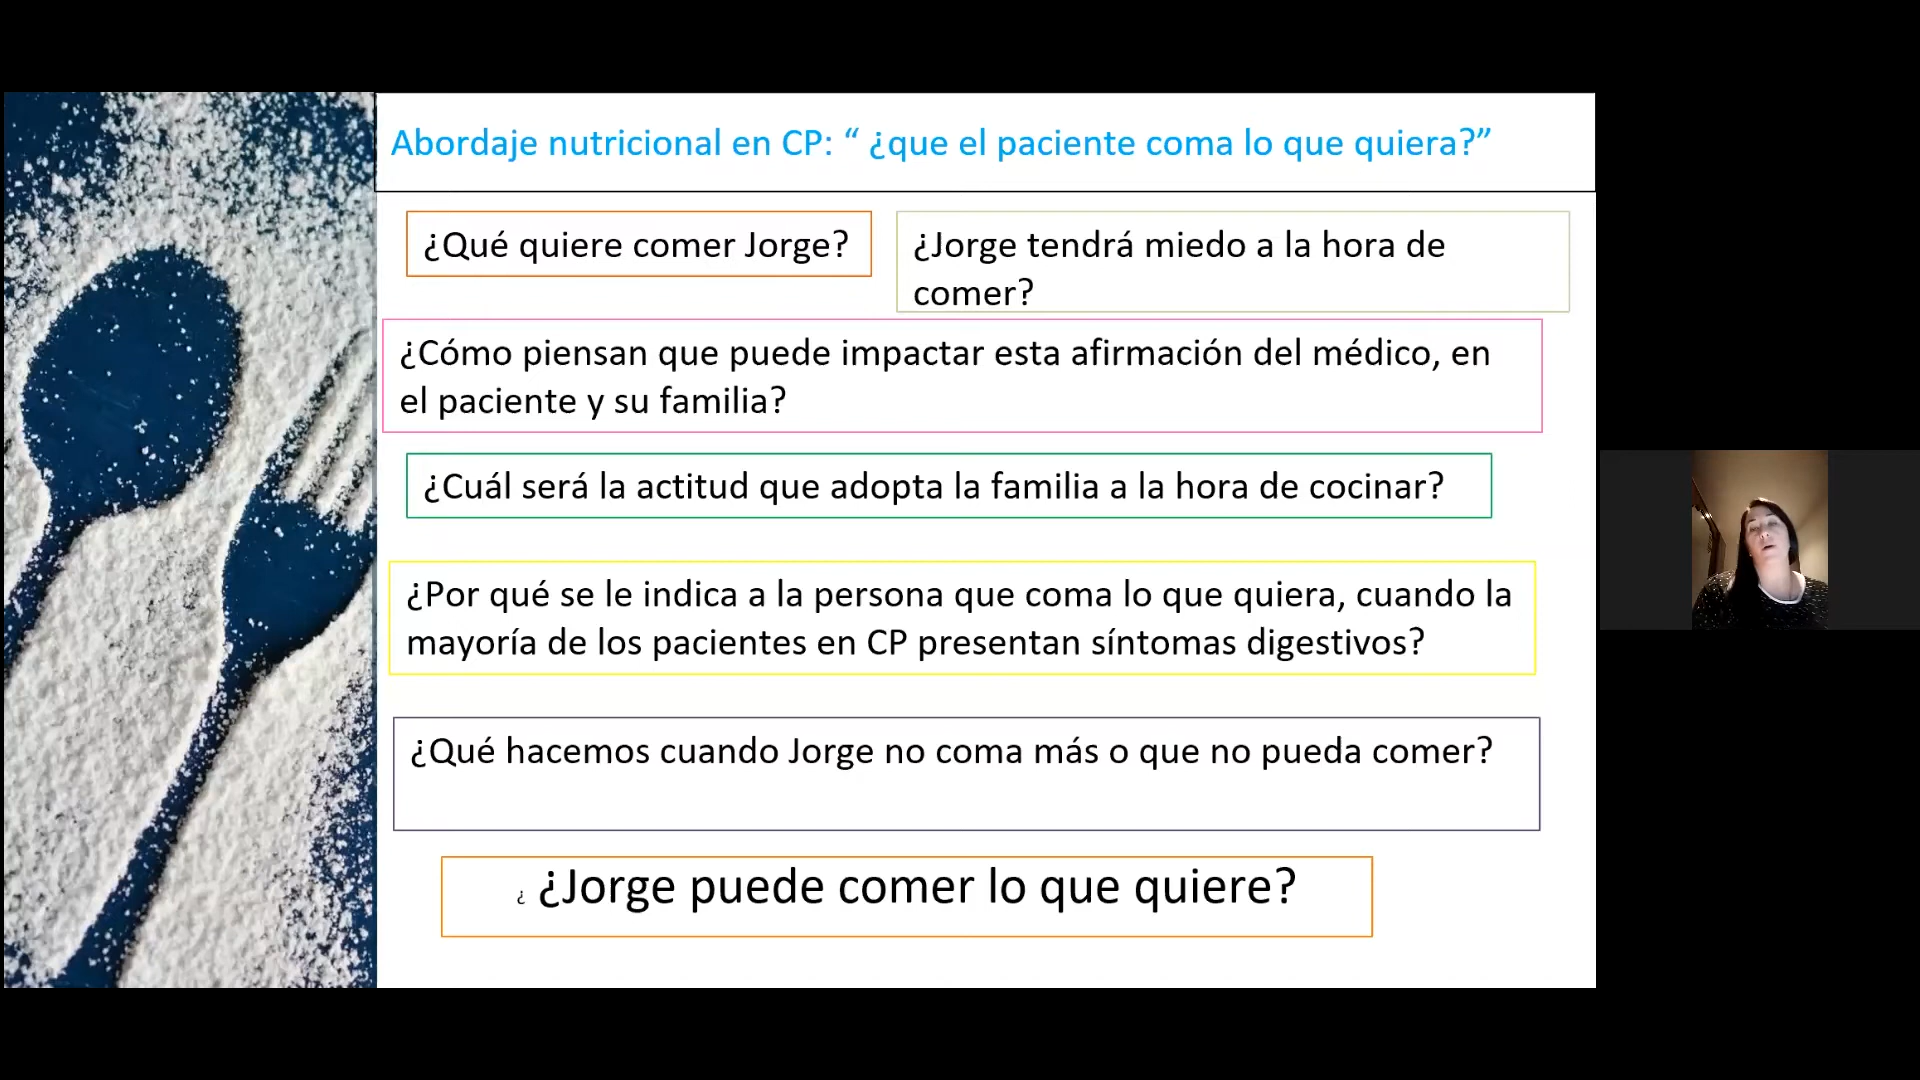 Abordaje nutricional en CP: “ ¿que el paciente coma lo que quiera?”
¿Qué quiere comer Jorge?
¿Jorge tendrá miedo a la hora de
comer?
¿Cómo piensan que puede impactar esta afirmación del médico, en
el paciente y su familia?
¿Cuál será la actitud que adopta la familia a la hora de cocinar?
¿Por qué se le indica a la persona que coma lo que quiera, cuando la
mayoría de los pacientes en CP presentan síntomas digestivos?
¿Qué hacemos cuando Jorge no coma más o que no pueda comer?
¿ ¿Jorge puede comer lo que quiere?